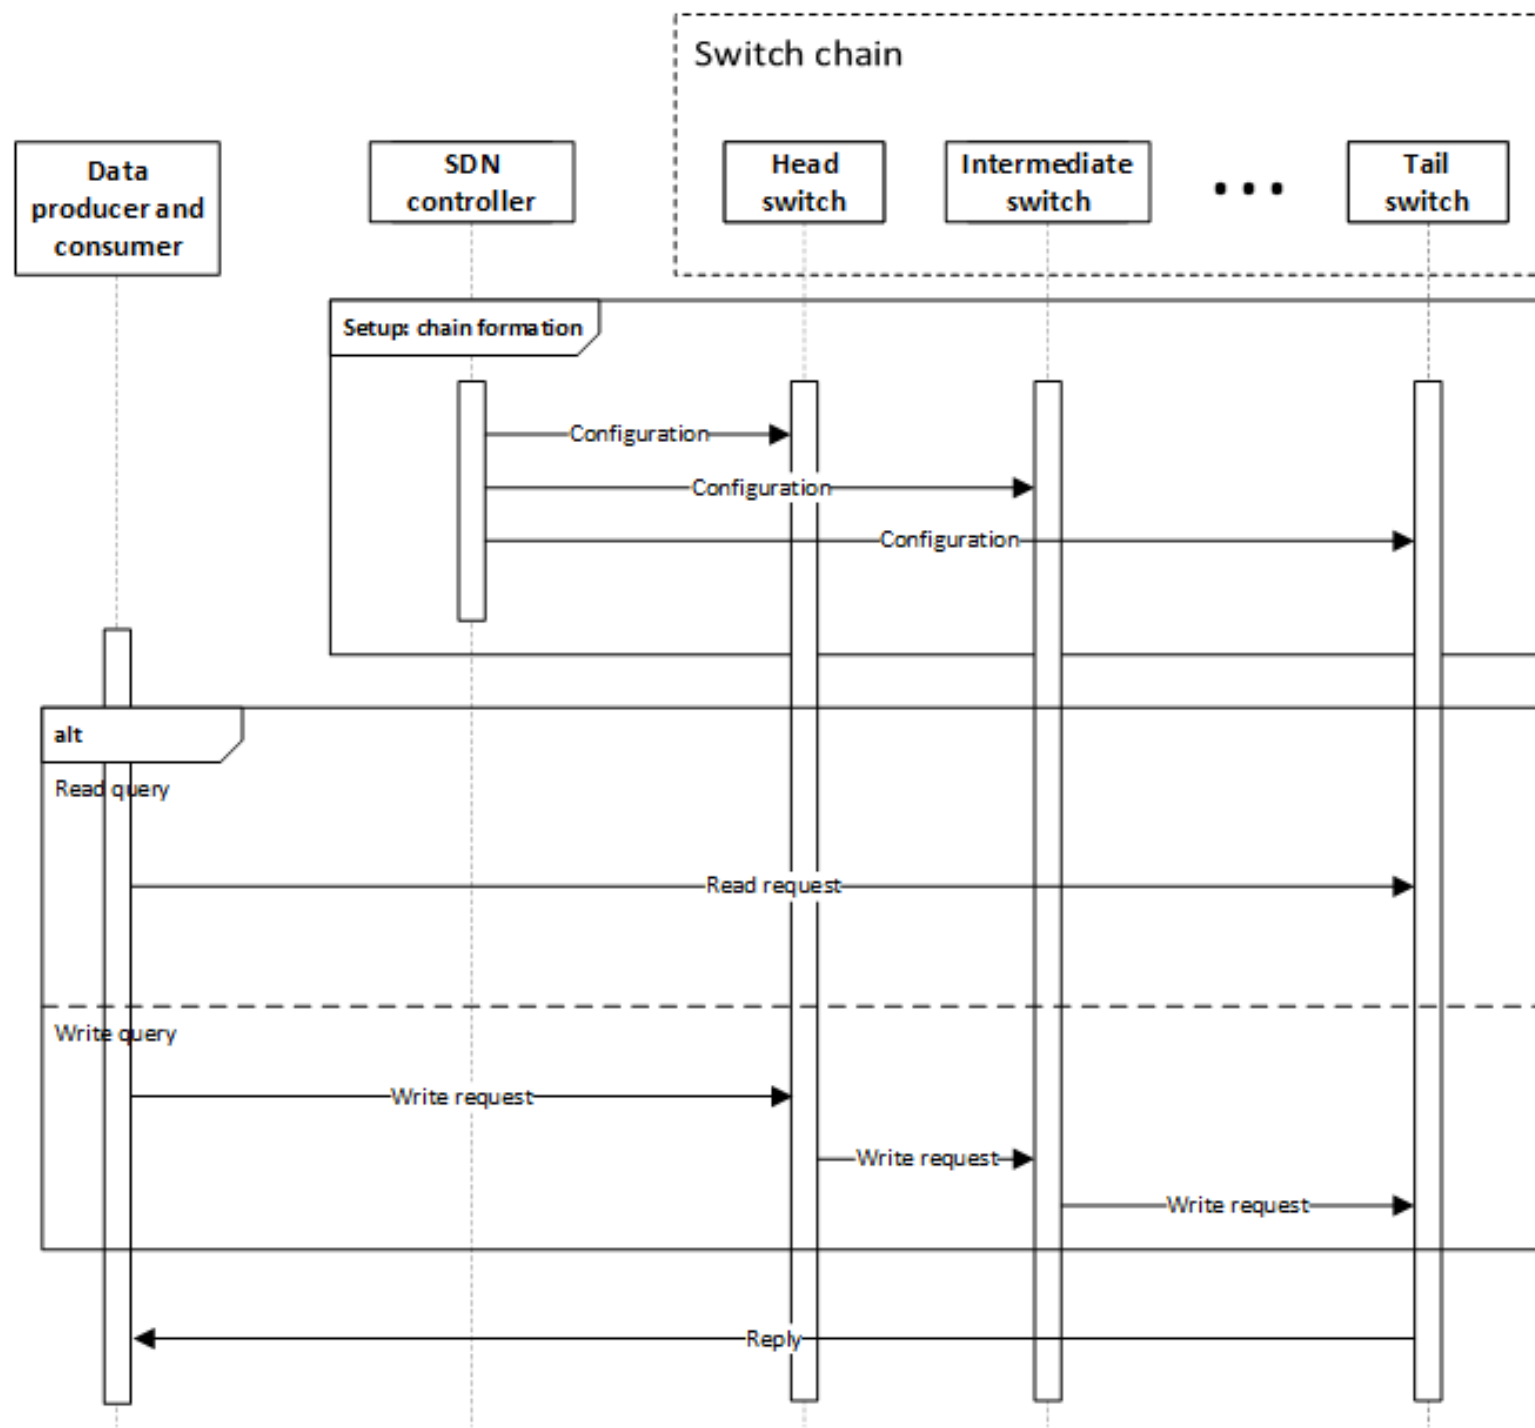 Switch chain
Data
producer and
consumer
SDN
controller
Head
switch
Intermediate
switch
...
Tail
switch
Setup: chain formation
Configuration
Configuration
Configuration
alt
Read query
Read request
Write query
Write request
Write request
Write request
Reply